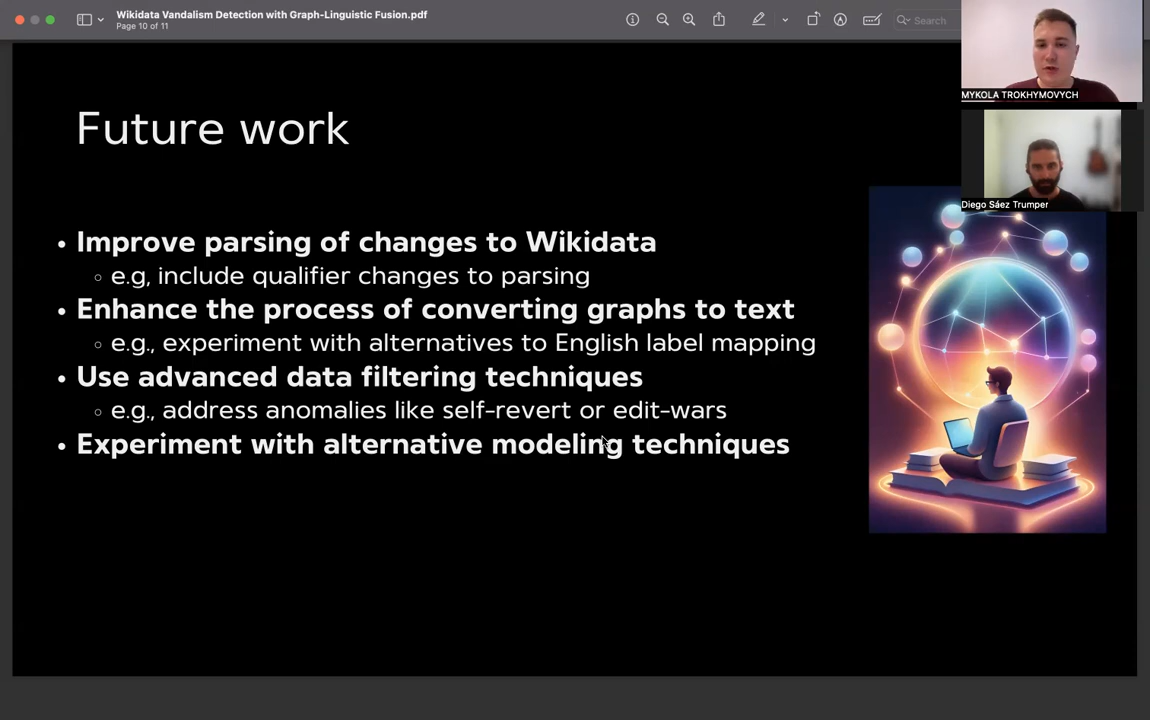 Wikidata Vandalism Detection with Graph-Linguistic Fusion.pdf
Page 10 of 11
Search
MYKOLA TROKHYMOVYCH
Diego Sáez Trumper
Future work
• Improve parsing of changes to Wikidata
○ e.g, include qualifier changes to parsing
• Enhance the process of converting graphs to text
○ e.g., experiment with alternatives to English label mapping
• Use advanced data filtering techniques
○ e.g., address anomalies like self-revert or edit-wars
• Experiment with alternative modeling techniques